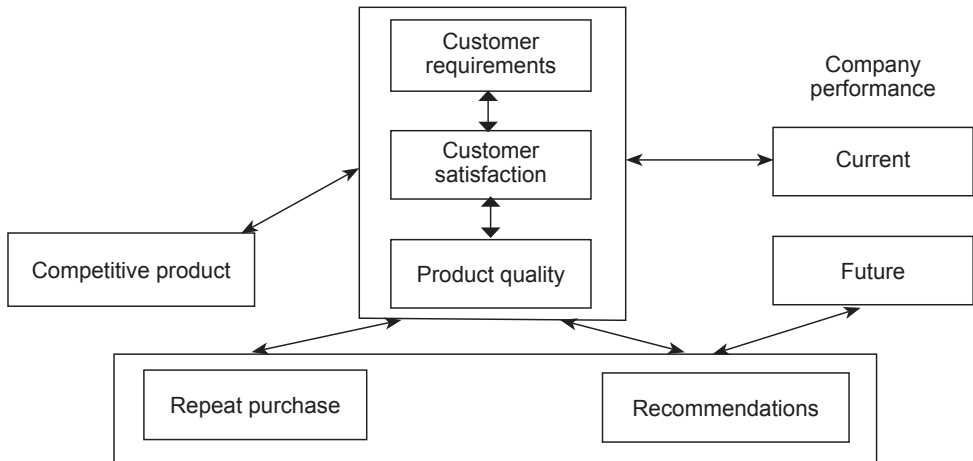 Customer
requirements
Company
performance
Customer
satisfaction
Current
Competitive product
Product quality
Future
Repeat purchase
Recommendations